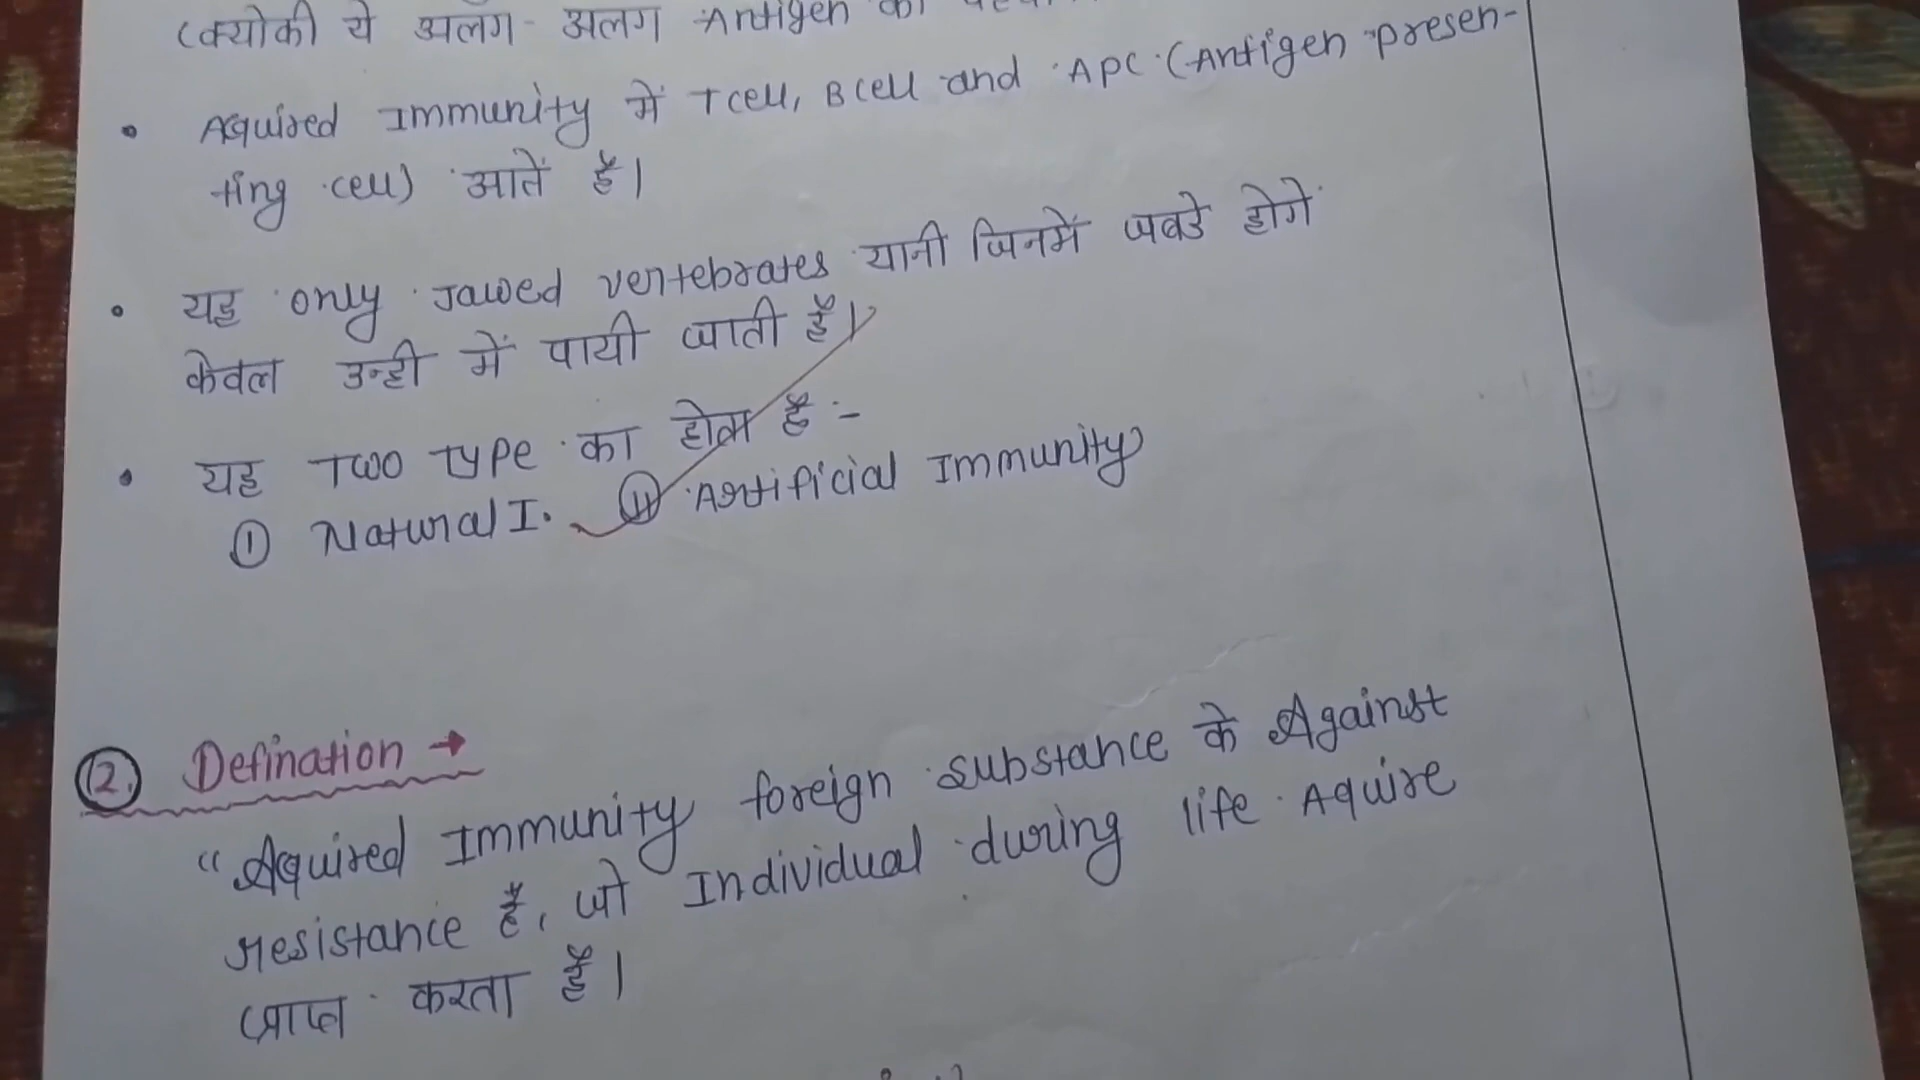 (क्योकी ये अलग-अलग Antigen को
• Aquired Immunity में T cell, B cell and APC (Antigen presen-
ting cell) आतें है।
• यह only Jawed vertebrates यानी जिनमें जबडे होगें
केवल उन्ही में पायी जाती है।
• यह Two type का होता है :-
① Natural I. ② Artificial Immunity
②. Defination →
"Aquired Immunity foreign substance के Against
resistance है, जो Individual during life Aquire
प्राप्त करता है।